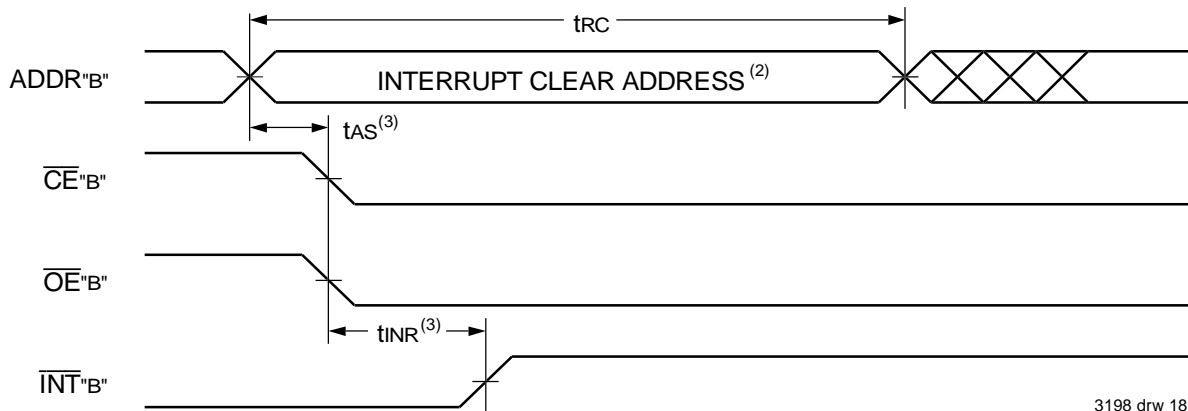 tRC
ADDR"B"
INTERRUPT CLEAR ADDRESS(2)
tAS(3)
CE"B"
OE"B"
tINR(3)
INT"B"
3198 drw 18